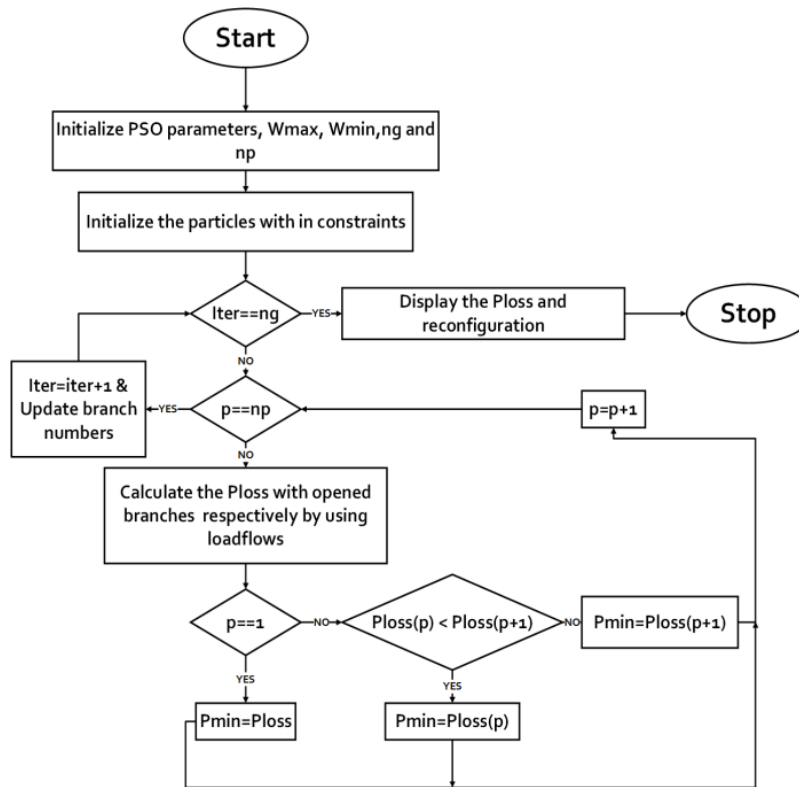 Start
Initialize PSO parameters, Wmax, Wmin,ng and
np
Initialize the particles with in constraints
Iter==ng
YES
Display the Ploss and
reconfiguration
Stop
NO
Iter=iter+1 &
Update branch
numbers
YES
p==np
p=p+1
NO
Calculate the Ploss with opened
branches respectively by using
loadflows
p==1
NO
Ploss(p) < Ploss(p+1)
NO
Pmin=Ploss(p+1)
YES
YES
Pmin=Ploss
Pmin=Ploss(p)